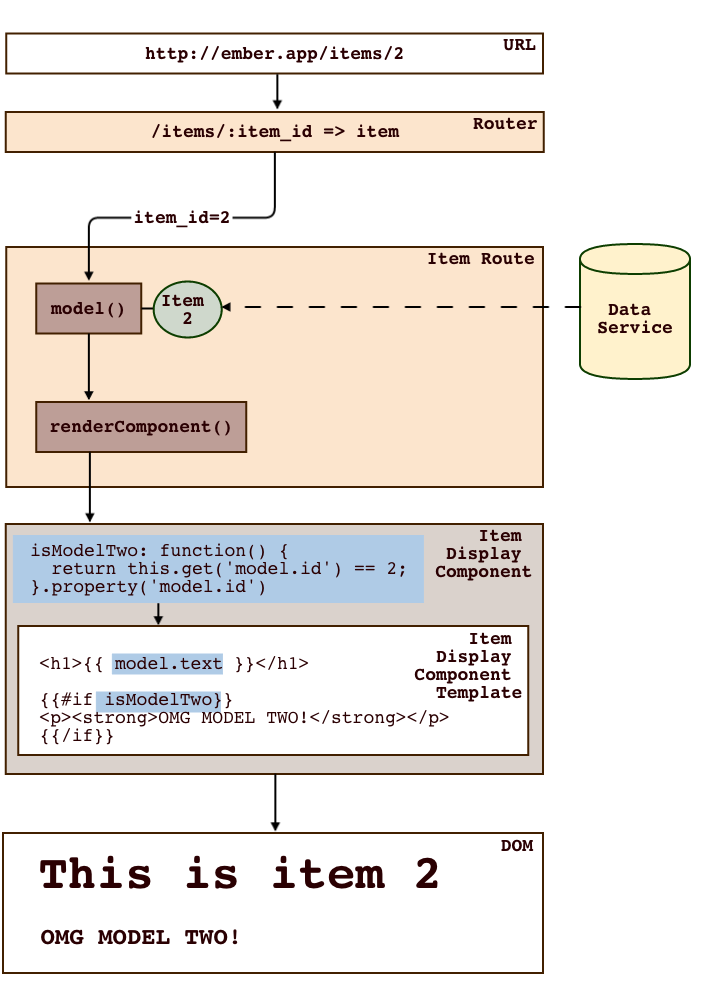 URL
http://ember.app/items/2
Router
/items/:item_id => item
item_id=2
Item Route
model()
Item
2
Data
Service
renderComponent()
Item
Display
Component
isModelTwo: function() {
return this.get('model.id') == 2;
}.property('model.id')
Item
Display
Component
Template
<h1>{{ model.text }}</h1>
{{#if isModelTwo}}
<p><strong>OMG MODEL TWO!</strong></p>
{{/if}}
DOM
This is item 2
OMG MODEL TWO!